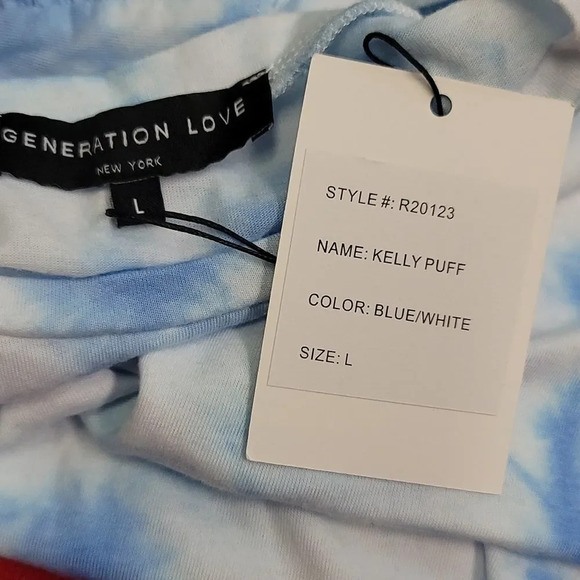 GENERATION LOVE
NEW YORK
L
STYLE #: R20123
NAME: KELLY PUFF
COLOR: BLUE/WHITE
SIZE: L